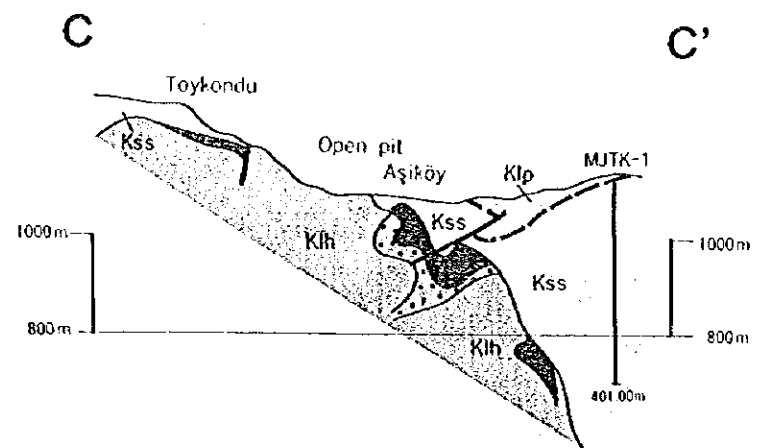 C
C'
Toykondu
Kss
Open pit
Aşiköy
Klp
MJTK-1
Kss
1000m
Klh
1000m
Kss
800m
Klh
800m
401.00m